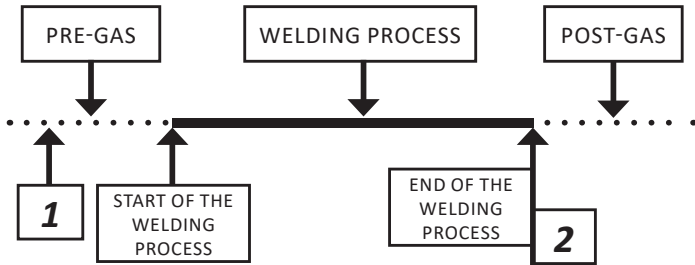 PRE-GAS
WELDING PROCESS
POST-GAS
1
START OF THE
WELDING
PROCESS
END OF THE
WELDING
PROCESS
2